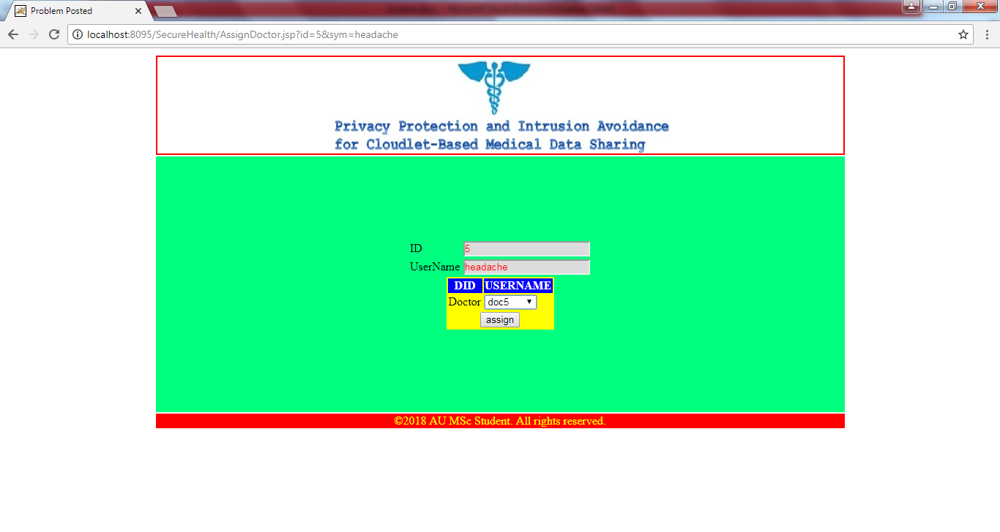 Problem Posted
localhost:8095/SecureHealth/AssignDoctor.jsp?id=5&sym=headache
Privacy Protection and Intrusion Avoidance
for Cloudlet-Based Medical Data Sharing
ID 5
UserName headache
DID USERNAME
Doctor doc5
assign
©2018 AU MSc Student. All rights reserved.